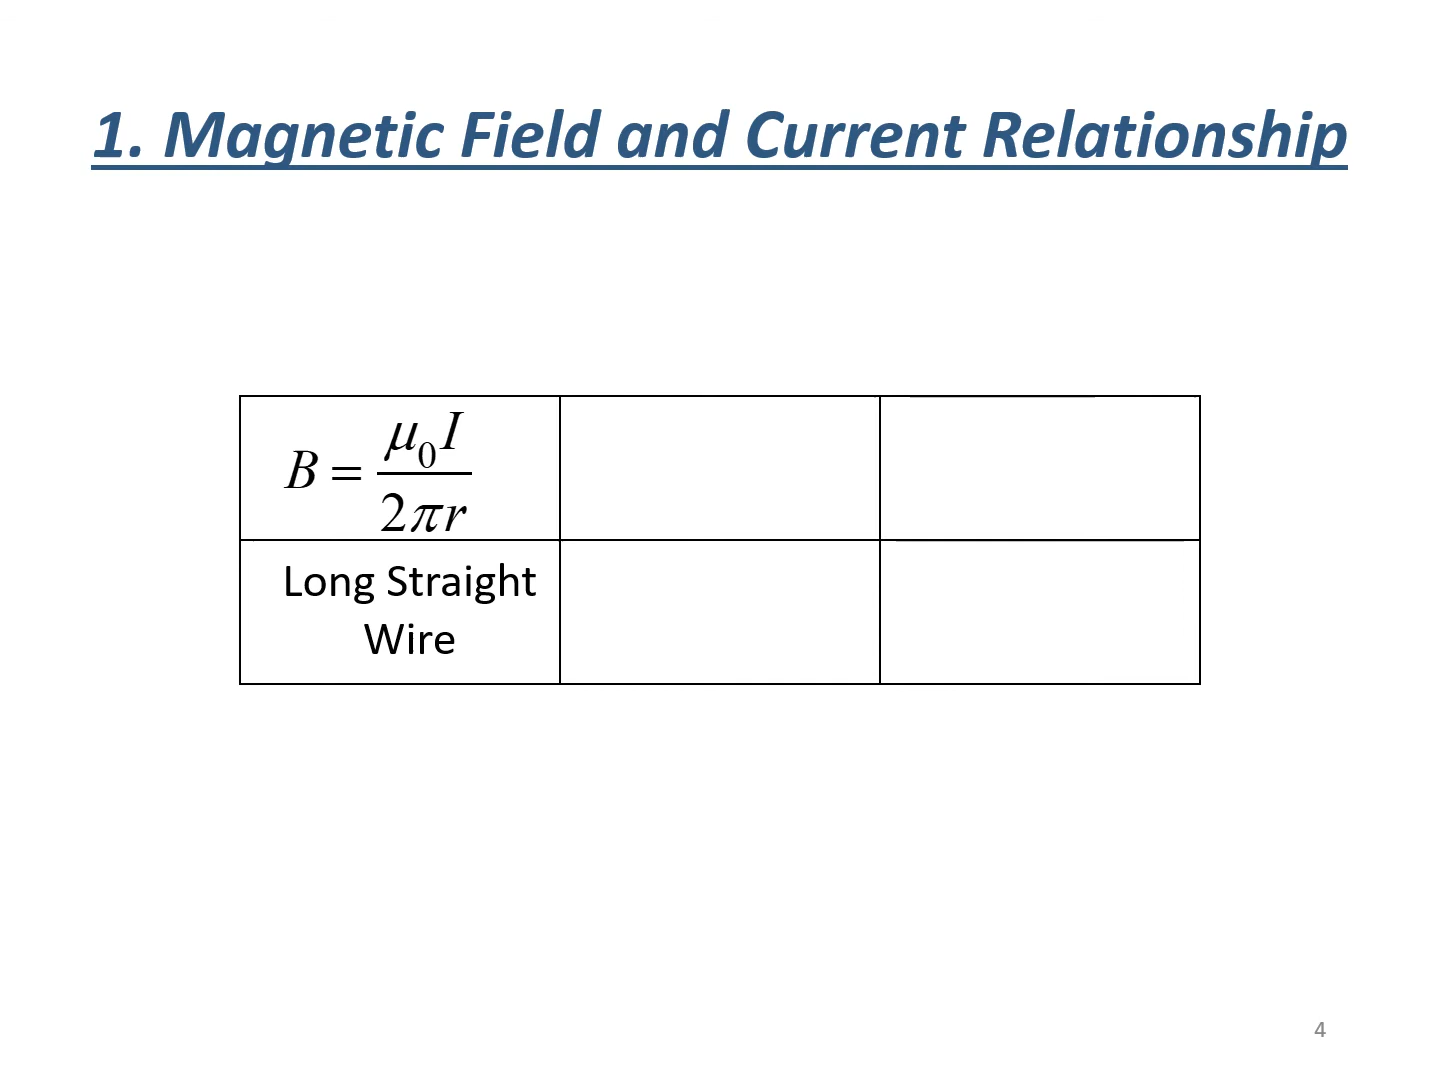 1. Magnetic Field and Current Relationship
B = μ₀I / 2πr
Long Straight
Wire
4